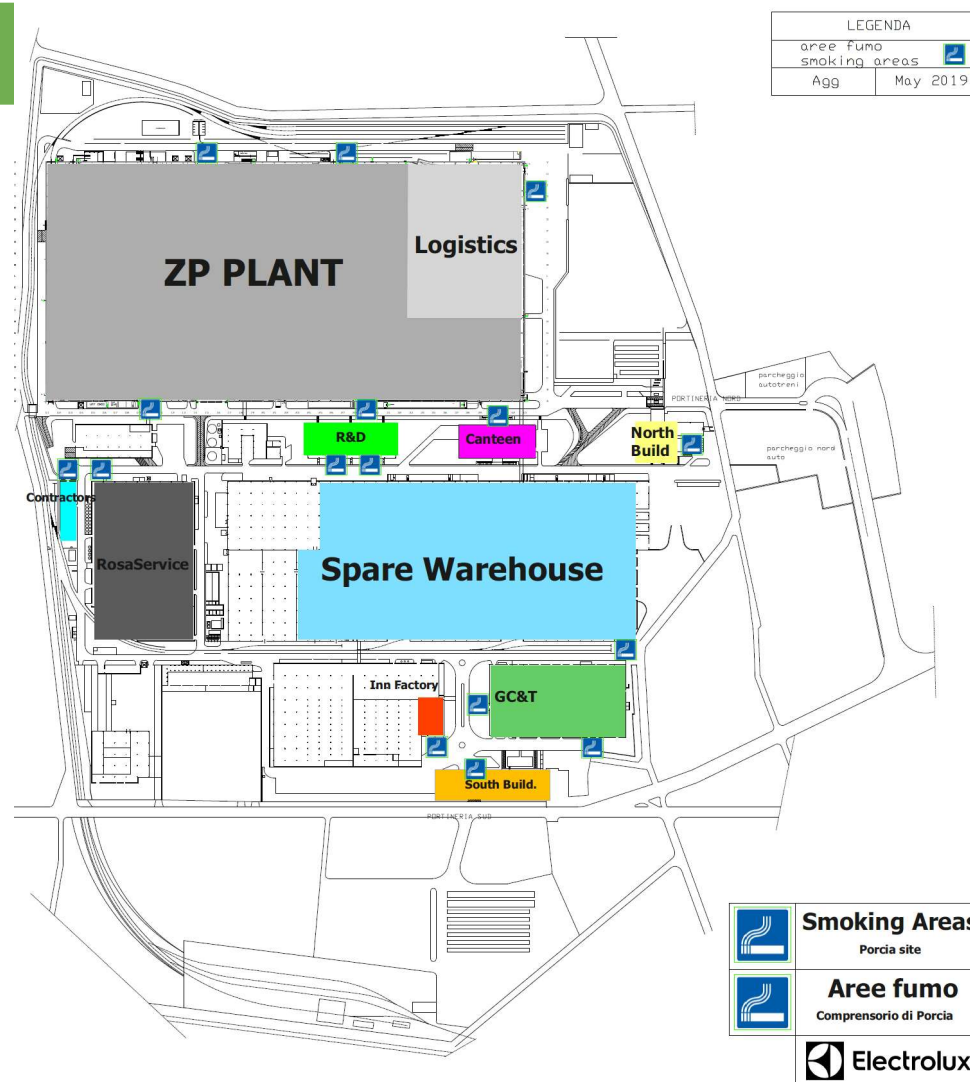 LEGENDA
aree fumo
smoking areas
Agg May 2019
Logistics
ZP PLANT
parcheggio
autotreni
PORTINERIA NORD
R&D
Canteen
North
Build
parcheggio nord
auto
Contractors
RosaService
Spare Warehouse
Inn Factory
GC&T
South Build.
PORTINERIA SUD
Smoking Areas
Porcia site
Aree fumo
Comprensorio di Porcia
Electrolux